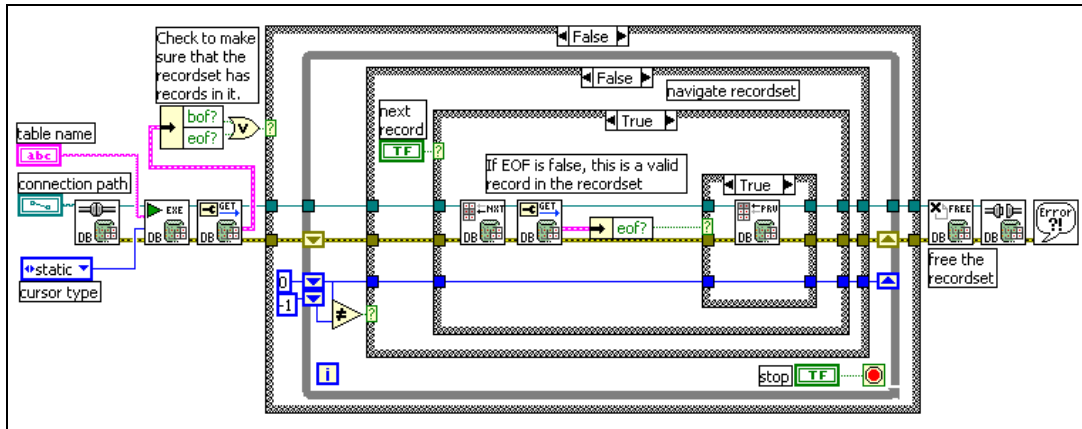 Check to make
sure that the
recordset has
records in it.
bof?
eof?
V
?
table name
abc
connection path
DB
EXE
DB
GET
DB
static
cursor type
False
False
navigate recordset
next
record
TF
?
True
If EOF is false, this is a valid
record in the recordset
NXT
DB
GET
DB
eof?
?
True
PRV
DB
0
-1
≠
?
i
stop
TF
FREE
DB
DB
Error
?!
free the
recordset